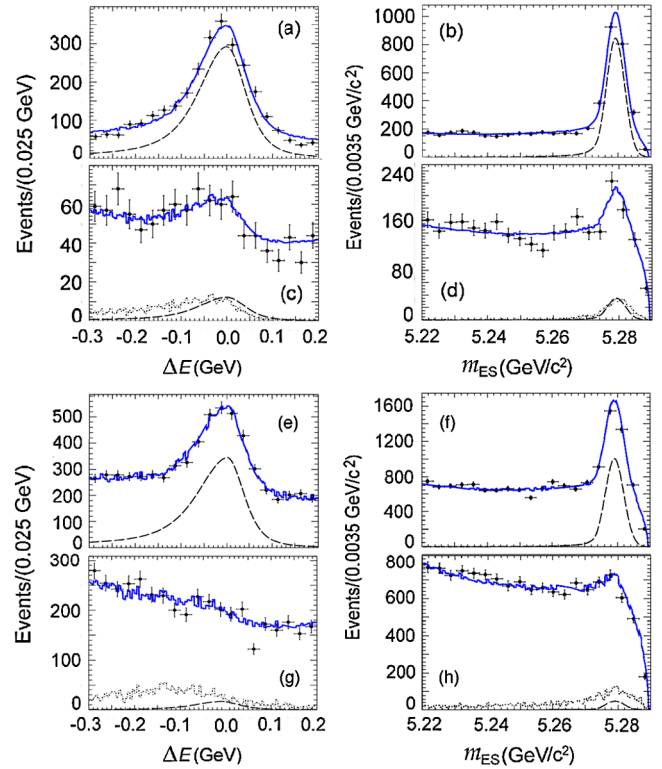 (a)
300
200
100
0
Events/(0.025 GeV)
(b)
1000
800
600
400
200
0
Events/(0.0035 GeV/c2)
(c)
60
40
20
0
-0.3 -0.2 -0.1 0.0 0.1 0.2
ΔE(GeV)
(d)
240
160
80
0
5.22 5.24 5.26 5.28
mES(GeV/c²)
(e)
500
400
300
200
100
0
Events/(0.025 GeV)
(f)
1600
1200
800
400
0
Events/(0.0035 GeV/c²)
(g)
300
200
100
0
-0.3 -0.2 -0.1 0.0 0.1 0.2
ΔE(GeV)
(h)
800
600
400
200
0
5.22 5.24 5.26 5.28
mES(GeV/c²)